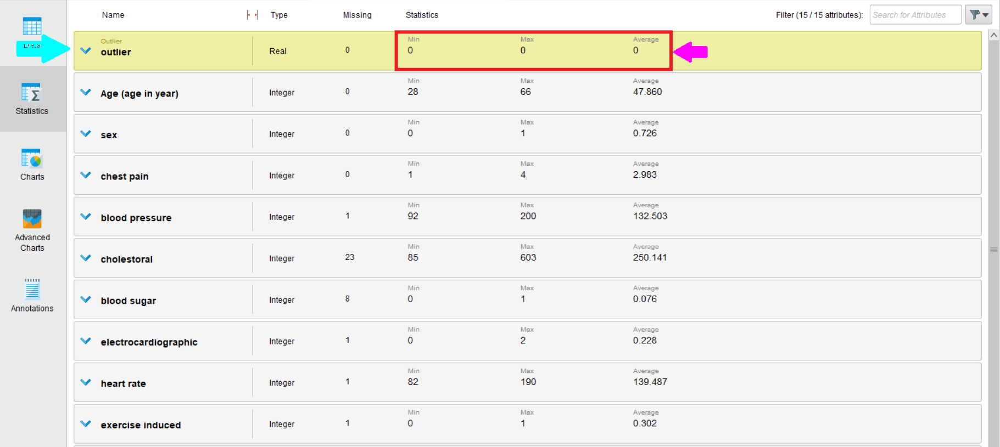 Name Type Missing Statistics Filter (15 / 15 attributes): Search for Attributes
Outlier Min Max Average
outlier Real 0 0 0 0
Min Max Average
Age (age in year) Integer 0 28 66 47.860
Statistics
Min Max Average
sex Integer 0 0 1 0.726
Charts
Min Max Average
chest pain Integer 0 1 4 2.983
Advanced
Charts
Min Max Average
blood pressure Integer 1 92 200 132.503
Min Max Average
cholestoral Integer 23 85 603 250.141
Annotations
Min Max Average
blood sugar Integer 8 0 1 0.076
Min Max Average
electrocardiographic Integer 1 0 2 0.228
Min Max Average
heart rate Integer 1 82 190 139.487
Min Max Average
exercise induced Integer 1 0 1 0.302